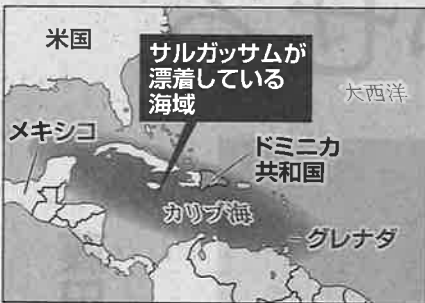 米国
サルガッサムが
漂着している
海域
大西洋
メキシコ
ドミニカ
共和国
カリブ海
グレナダ